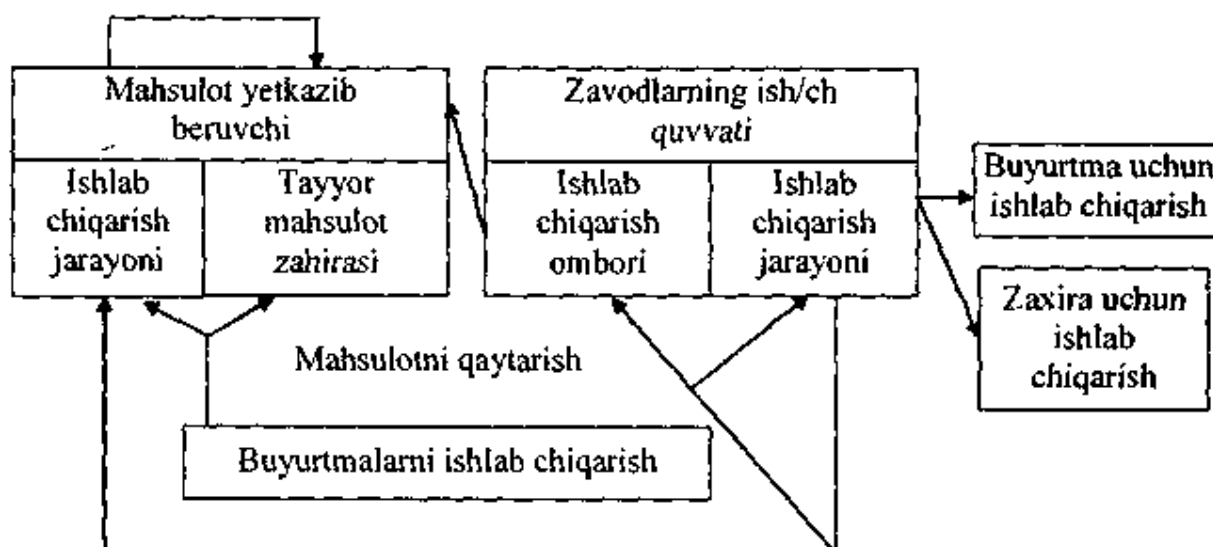 Mahsulot yetkazib
beruvchi
Zavodlarning ish/ch
quvvati
Ishlab
chiqarish
jarayoni
Tayyor
mahsulot
zahirasi
Ishlab
chiqarish
ombori
Ishlab
chiqarish
jarayoni
Buyurtma uchun
ishlab chiqarish
Zaxira uchun
ishlab
chiqarish
Mahsulotni qaytarish
Buyurtmalarni ishlab chiqarish